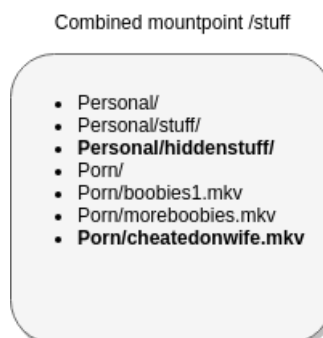 Combined mountpoint /stuff
Personal/
Personal/stuff/
Personal/hiddenstuff/
Porn/
Porn/boobies1.mkv
Porn/moreboobies.mkv
Porn/cheatedonwife.mkv